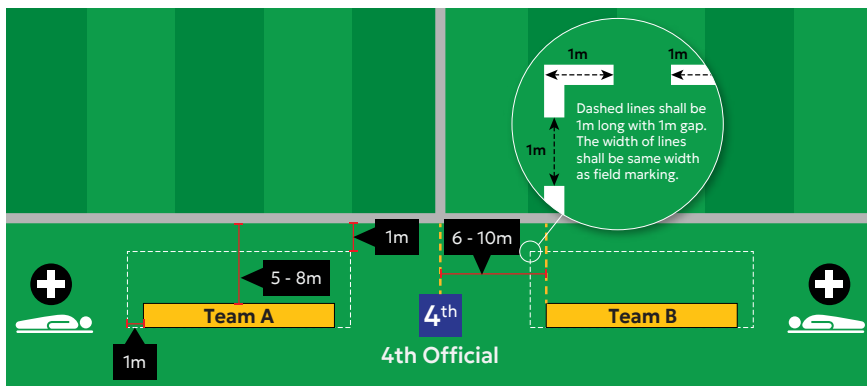 1m
1m
Dashed lines shall be
1m long with 1m gap.
The width of lines
shall be same width
as field marking.
1m
1m
6 - 10m
5 - 8m
Team A
4th
Team B
4th Official
1m